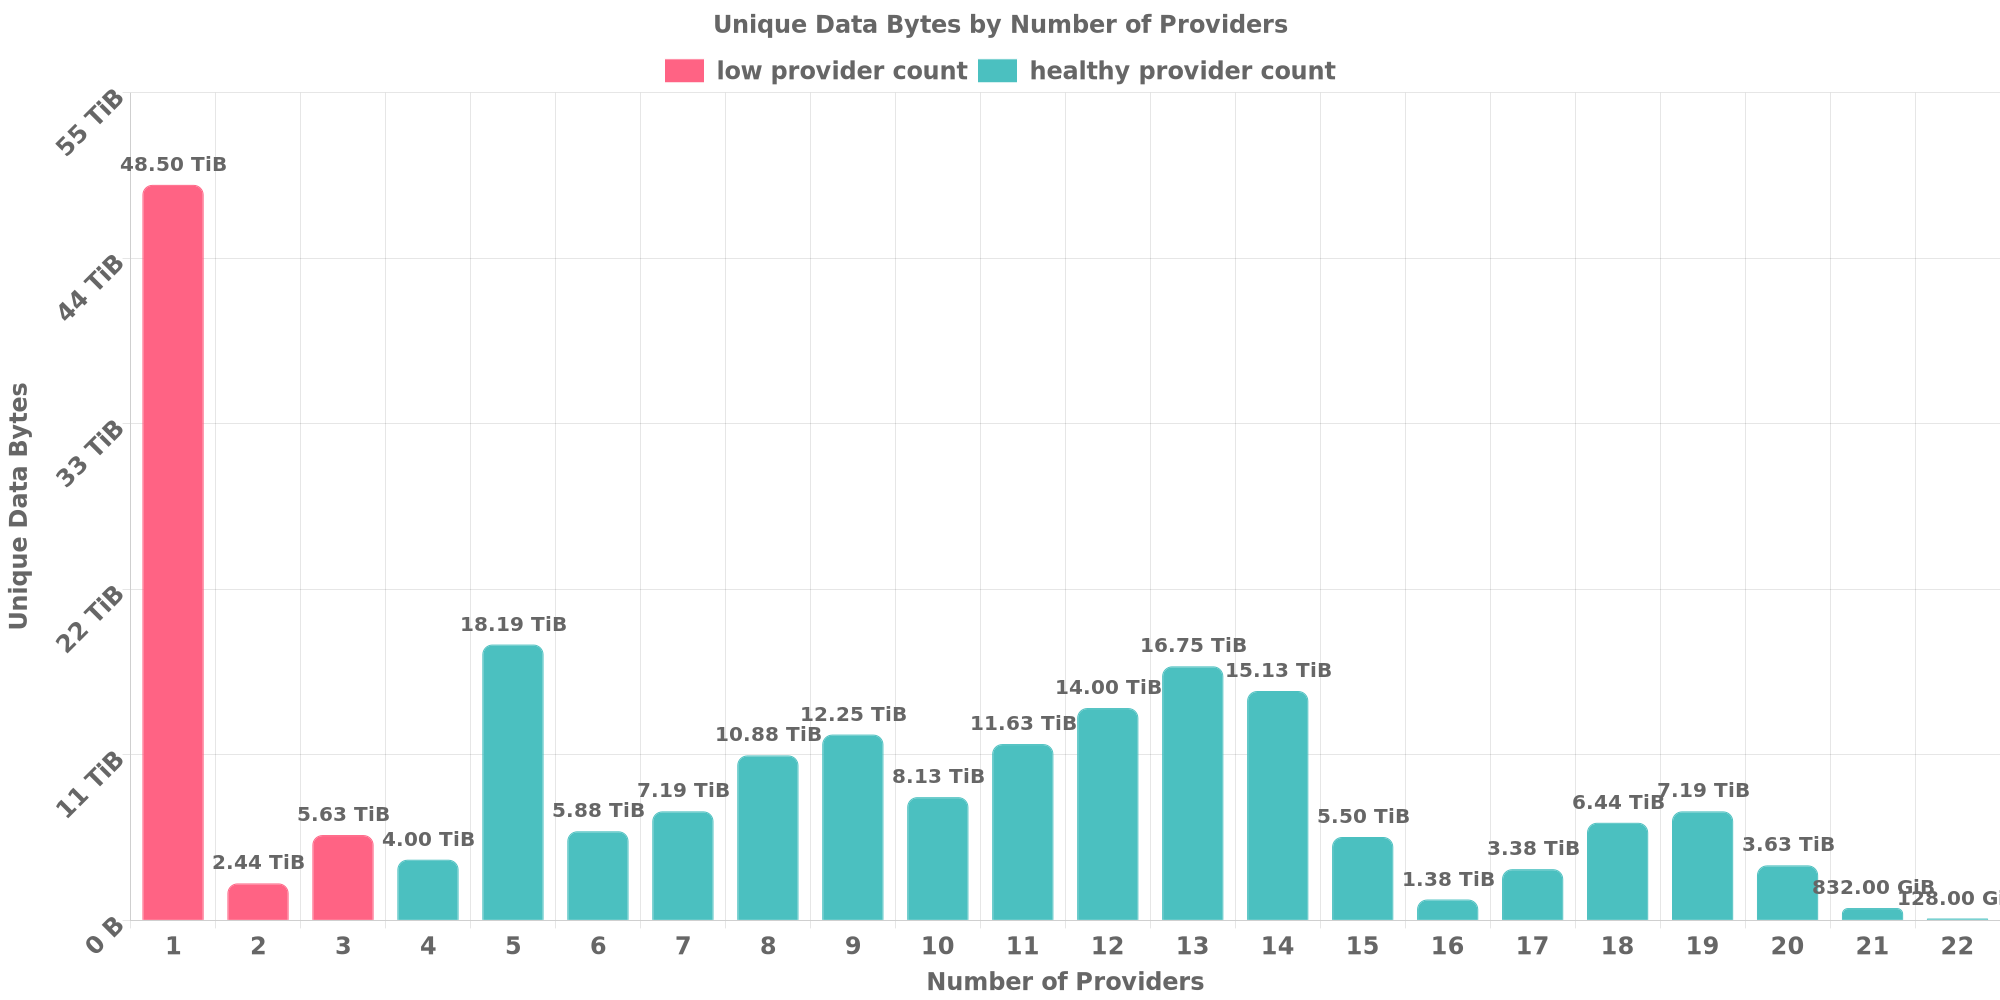 Unique Data Bytes by Number of Providers
low provider count healthy provider count
Unique Data Bytes
55 TiB
44 TiB
33 TiB
22 TiB
11 TiB
0 B
48.50 TiB
2.44 TiB
5.63 TiB
4.00 TiB
18.19 TiB
5.88 TiB
7.19 TiB
10.88 TiB
12.25 TiB
8.13 TiB
11.63 TiB
14.00 TiB
16.75 TiB
15.13 TiB
5.50 TiB
1.38 TiB
3.38 TiB
6.44 TiB
7.19 TiB
3.63 TiB
832.00 GiB
128.00 Gi
1 2 3 4 5 6 7 8 9 10 11 12 13 14 15 16 17 18 19 20 21 22
Number of Providers